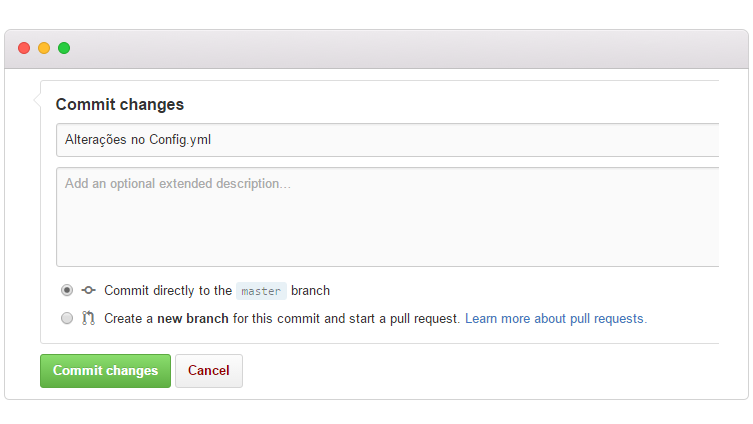 Commit changes
Alterações no Config.yml
Add an optional extended description...
Commit directly to the master branch
Create a new branch for this commit and start a pull request. Learn more about pull requests.
Commit changes Cancel